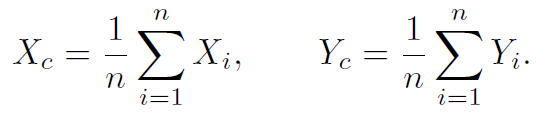 X_c = \frac{1}{n} \sum_{i=1}^{n} X_i, \qquad Y_c = \frac{1}{n} \sum_{i=1}^{n} Y_i.